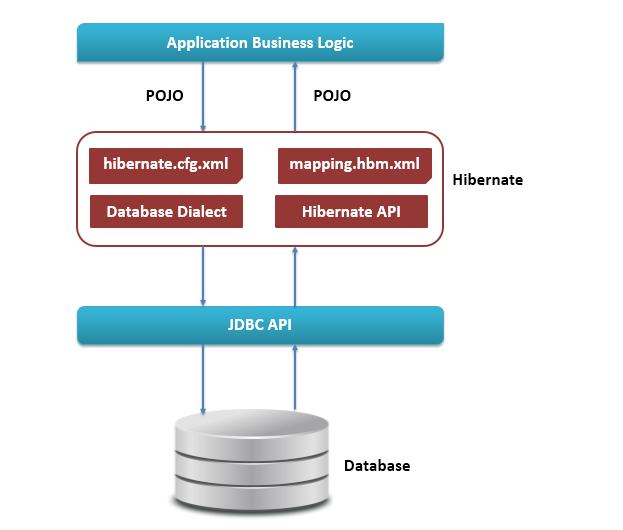 Application Business Logic
POJO
POJO
hibernate.cfg.xml
mapping.hbm.xml
Hibernate
Database Dialect
Hibernate API
JDBC API
Database